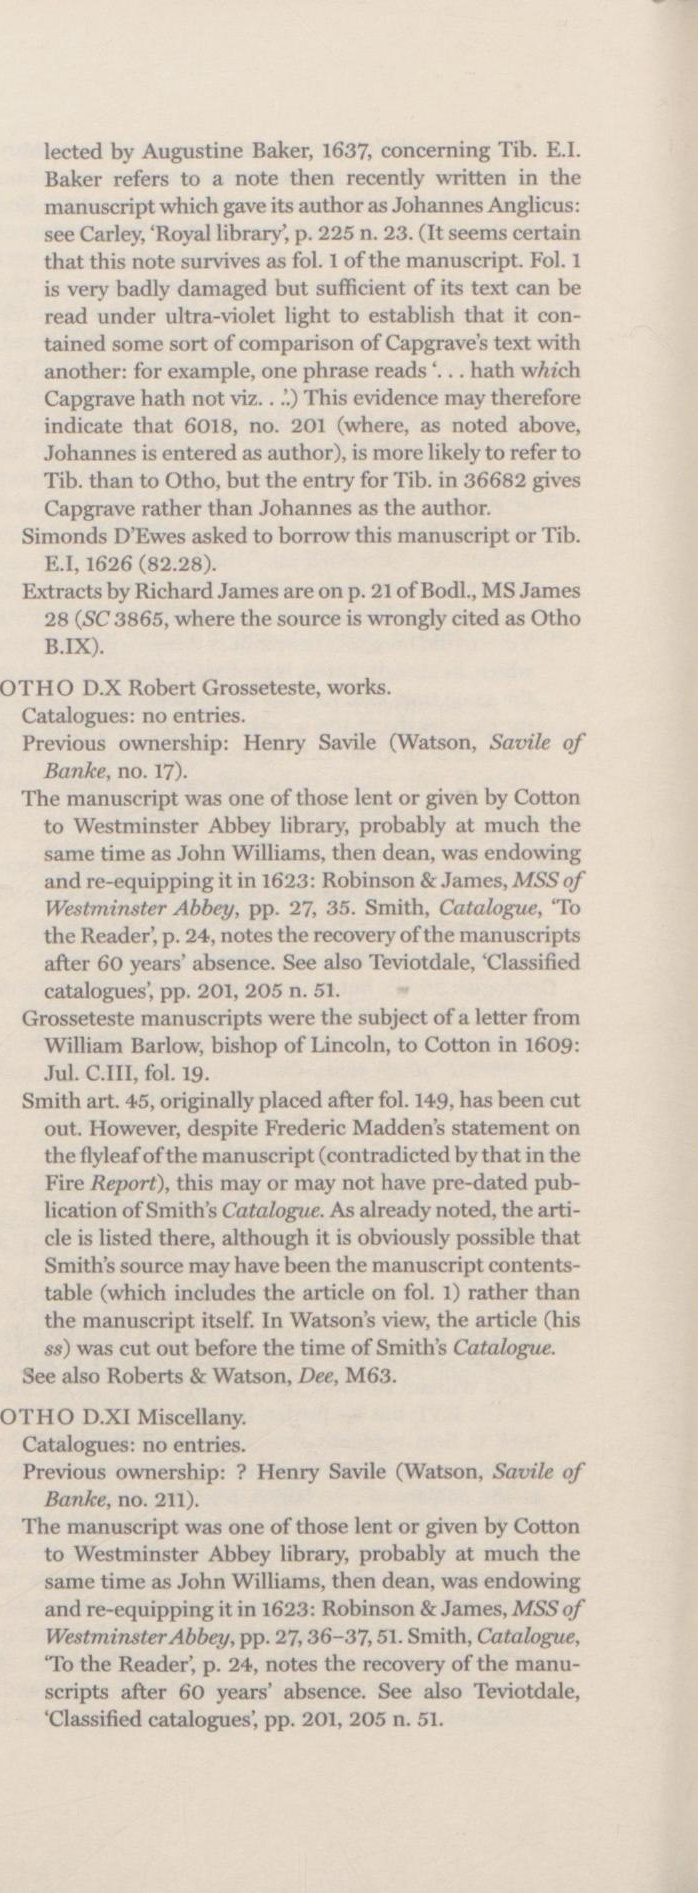 lected by Augustine Baker, 1637, concerning Tib. E.I.
Baker refers to a note then recently written in the
manuscript which gave its author as Johannes Anglicus:
see Carley, ‘Royal library’, p. 225 n. 23. (It seems certain
that this note survives as fol. 1 of the manuscript. Fol. 1
is very badly damaged but sufficient of its text can be
read under ultra-violet light to establish that it con-
tained some sort of comparison of Capgrave’s text with
another: for example, one phrase reads ‘. . . hath which
Capgrave hath not viz. . .’.) This evidence may therefore
indicate that 6018, no. 201 (where, as noted above,
Johannes is entered as author), is more likely to refer to
Tib. than to Otho, but the entry for Tib. in 36682 gives
Capgrave rather than Johannes as the author.
Simonds D’Ewes asked to borrow this manuscript or Tib.
E.I, 1626 (82.28).
Extracts by Richard James are on p. 21 of Bodl., MS James
28 (SC 3865, where the source is wrongly cited as Otho
B.IX).
OTHO D.X Robert Grosseteste, works.
Catalogues: no entries.
Previous ownership: Henry Savile (Watson, Savile of
Banke, no. 17).
The manuscript was one of those lent or given by Cotton
to Westminster Abbey library, probably at much the
same time as John Williams, then dean, was endowing
and re-equipping it in 1623: Robinson & James, MSS of
Westminster Abbey, pp. 27, 35. Smith, Catalogue, ‘To
the Reader’, p. 24, notes the recovery of the manuscripts
after 60 years’ absence. See also Teviotdale, ‘Classified
catalogues’, pp. 201, 205 n. 51.
Grosseteste manuscripts were the subject of a letter from
William Barlow, bishop of Lincoln, to Cotton in 1609:
Jul. C.III, fol. 19.
Smith art. 45, originally placed after fol. 149, has been cut
out. However, despite Frederic Madden’s statement on
the flyleaf of the manuscript (contradicted by that in the
Fire Report), this may or may not have pre-dated pub-
lication of Smith’s Catalogue. As already noted, the arti-
cle is listed there, although it is obviously possible that
Smith’s source may have been the manuscript contents-
table (which includes the article on fol. 1) rather than
the manuscript itself. In Watson’s view, the article (his
ss) was cut out before the time of Smith’s Catalogue.
See also Roberts & Watson, Dee, M63.
OTHO D.XI Miscellany.
Catalogues: no entries.
Previous ownership: ? Henry Savile (Watson, Savile of
Banke, no. 211).
The manuscript was one of those lent or given by Cotton
to Westminster Abbey library, probably at much the
same time as John Williams, then dean, was endowing
and re-equipping it in 1623: Robinson & James, MSS of
Westminster Abbey, pp. 27, 36–37, 51. Smith, Catalogue,
‘To the Reader’, p. 24, notes the recovery of the manu-
scripts after 60 years’ absence. See also Teviotdale,
‘Classified catalogues’, pp. 201, 205 n. 51.